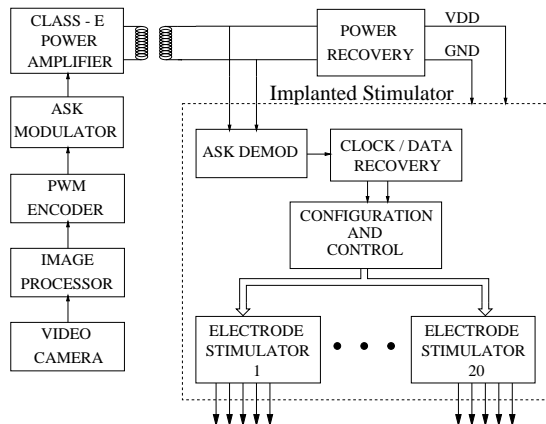 CLASS - E
POWER
AMPLIFIER
POWER
RECOVERY
VDD
GND
Implanted Stimulator
ASK
MODULATOR
ASK DEMOD
CLOCK / DATA
RECOVERY
PWM
ENCODER
CONFIGURATION
AND
CONTROL
IMAGE
PROCESSOR
VIDEO
CAMERA
ELECTRODE
STIMULATOR
1
ELECTRODE
STIMULATOR
20